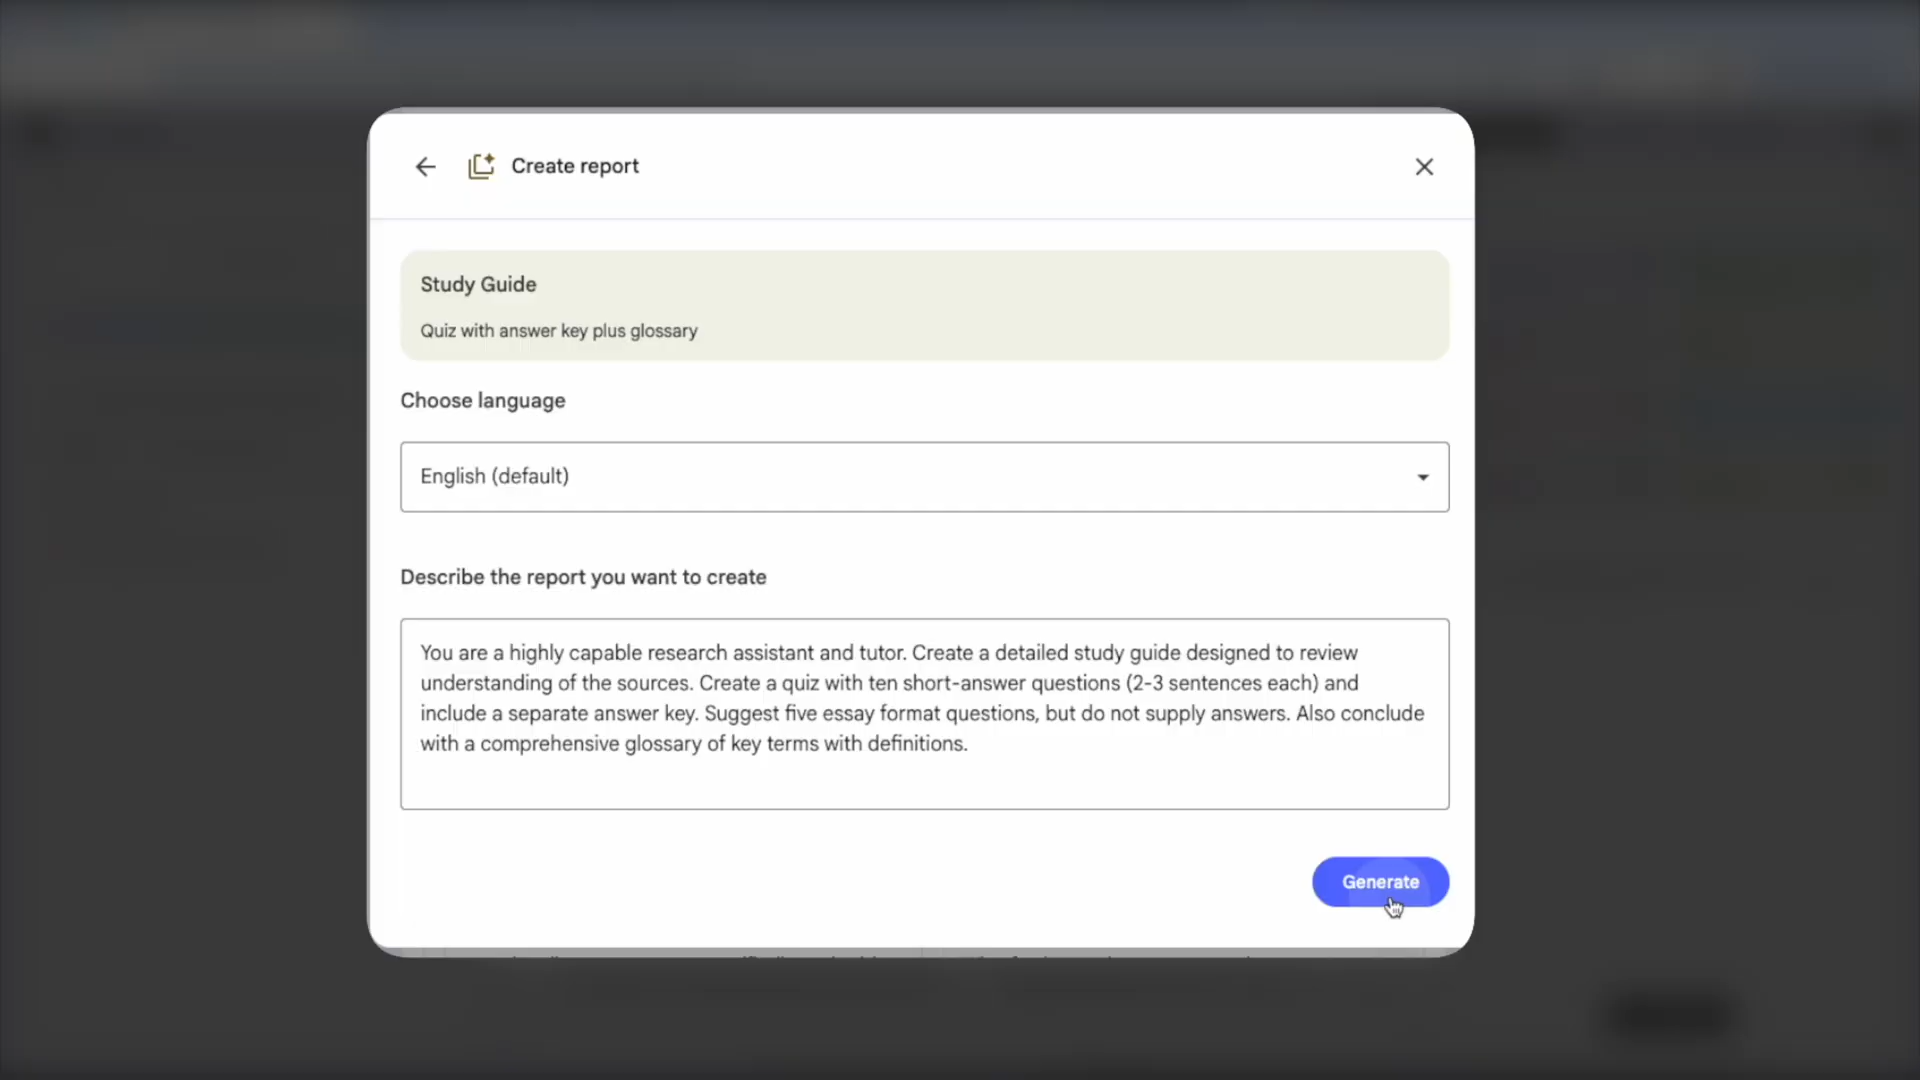 Create report
Study Guide
Quiz with answer key plus glossary
Choose language
English (default)
Describe the report you want to create
You are a highly capable research assistant and tutor. Create a detailed study guide designed to review
understanding of the sources. Create a quiz with ten short-answer questions (2-3 sentences each) and
include a separate answer key. Suggest five essay format questions, but do not supply answers. Also conclude
with a comprehensive glossary of key terms with definitions.
Generate